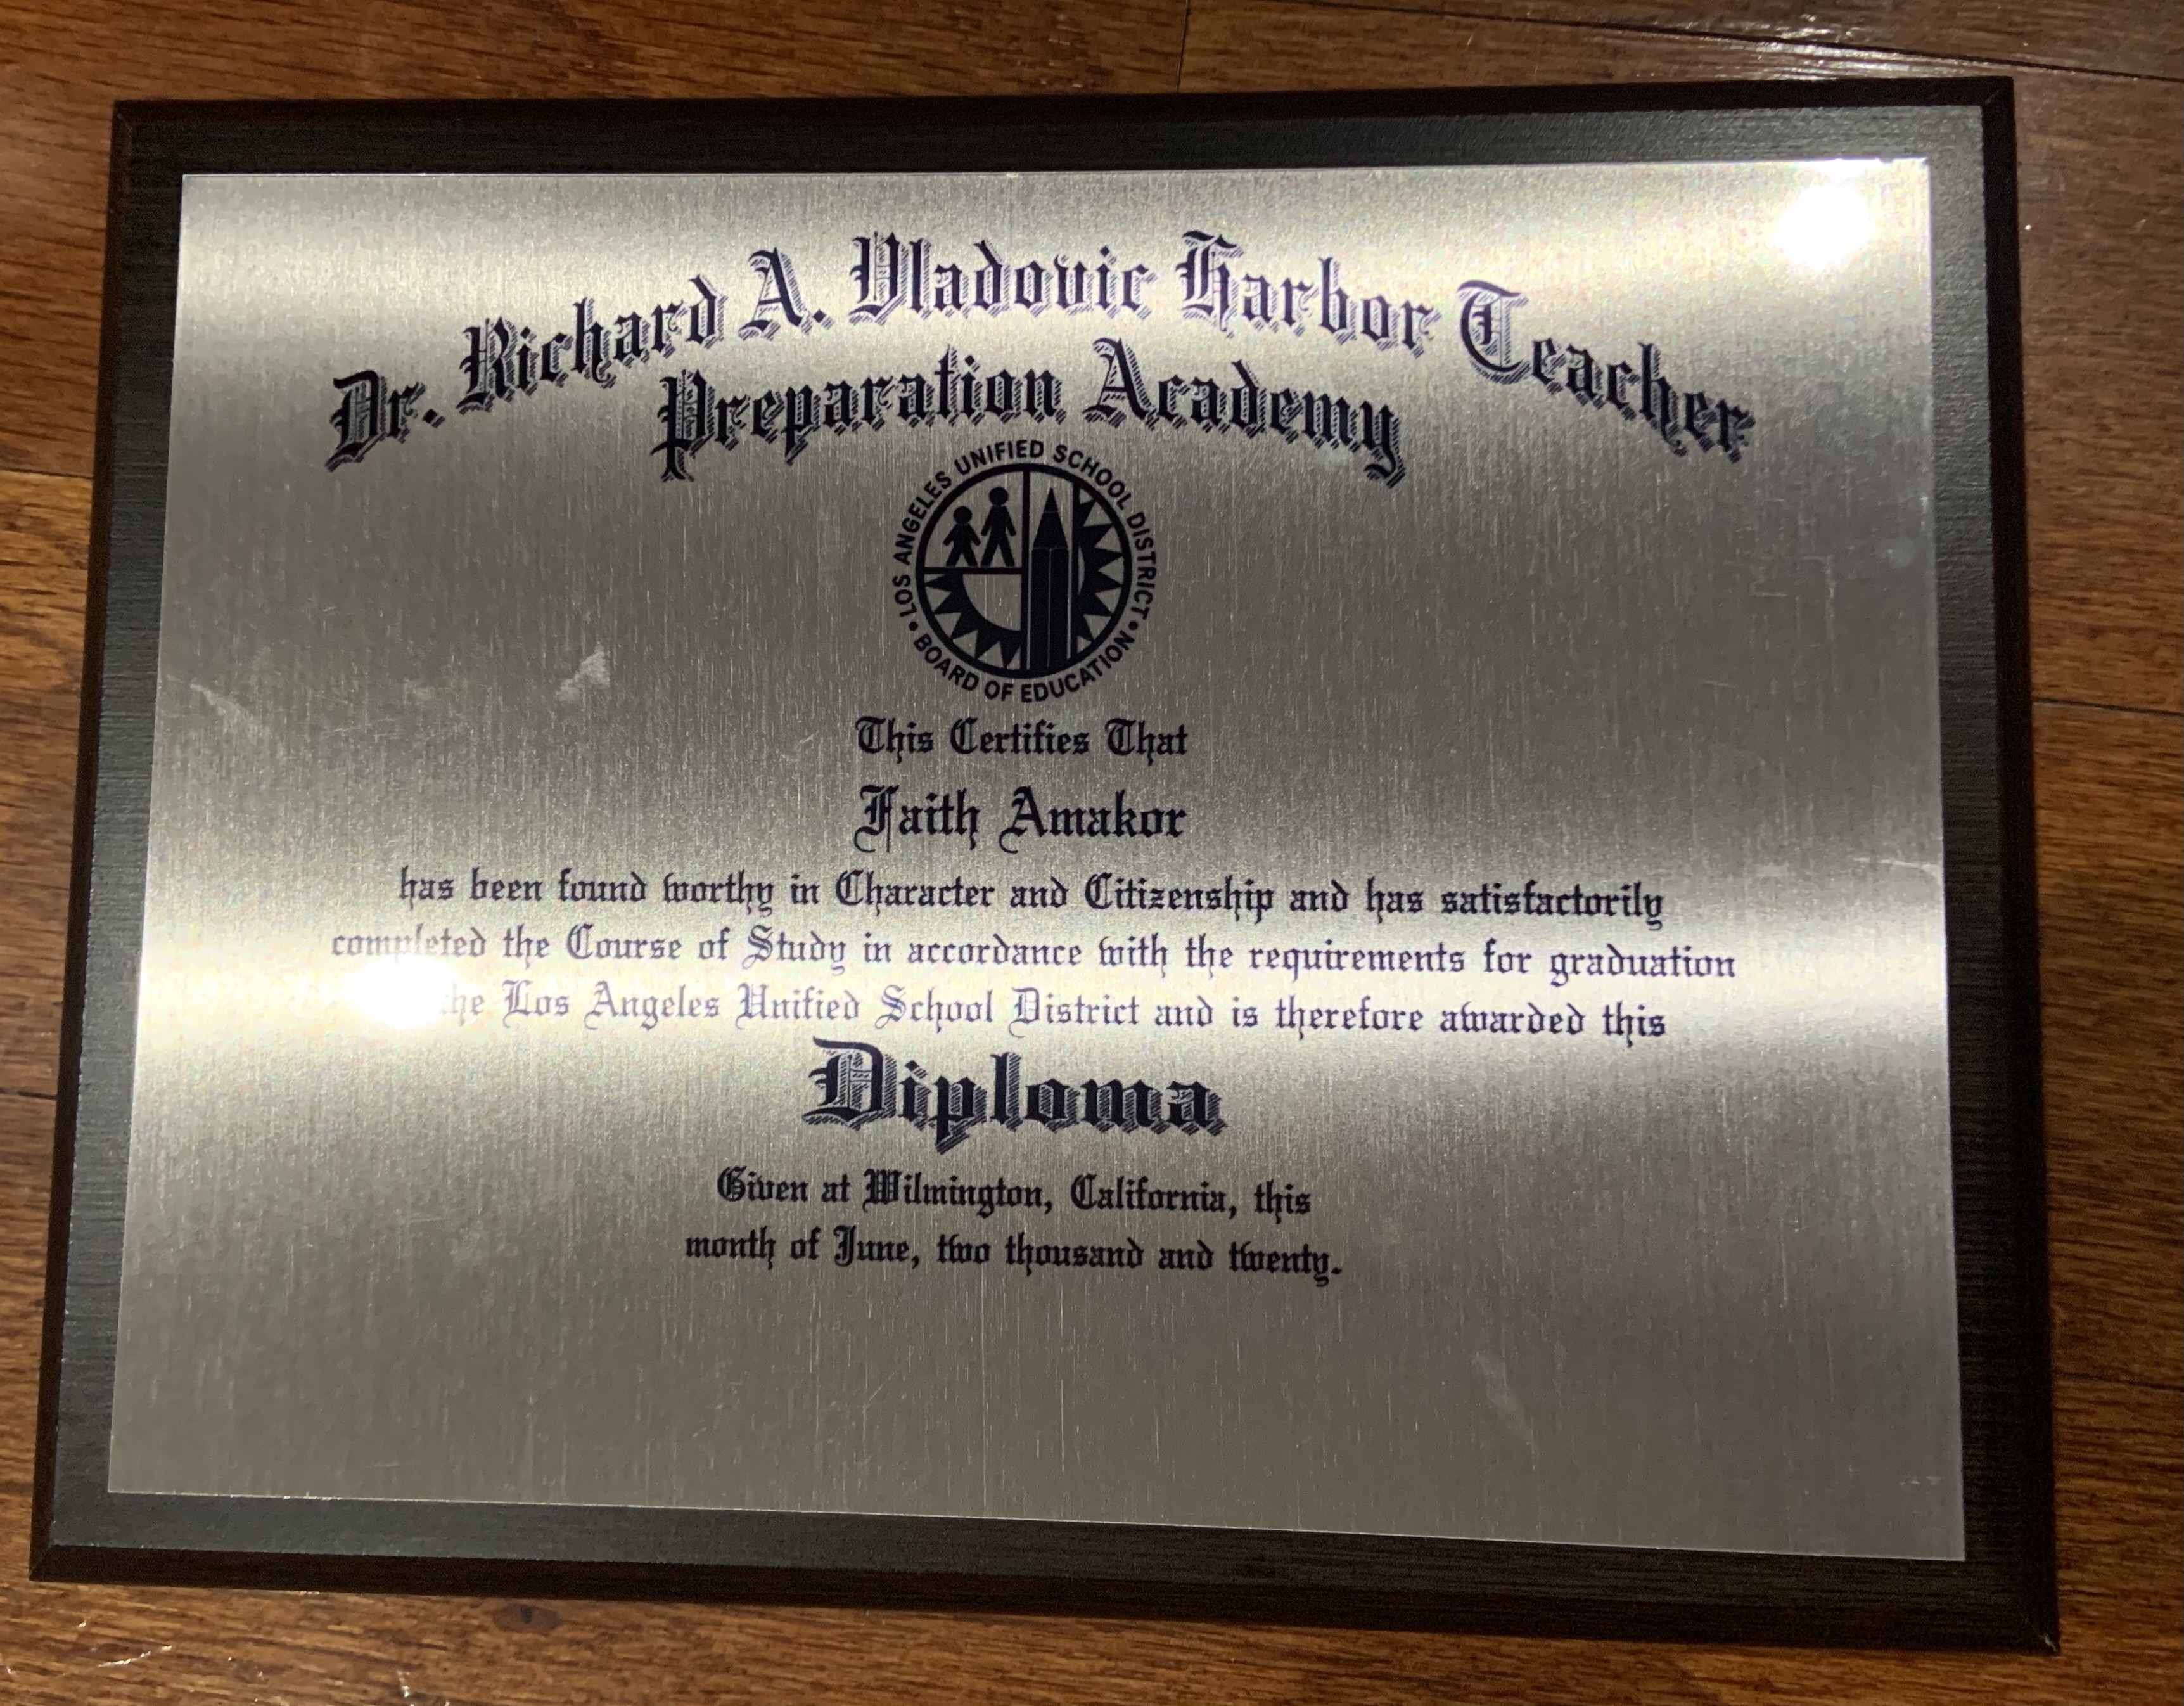 Dr. Richard A. Vladovic Harbor Teacher
Preparation Academy
LOS ANGELES UNIFIED SCHOOL DISTRICT • BOARD OF EDUCATION •
This Certifies That
Faith Amakor
has been found worthy in Character and Citizenship and has satisfactorily
completed the Course of Study in accordance with the requirements for graduation
the Los Angeles Unified School District and is therefore awarded this
Diploma
Given at Wilmington, California, this
month of June, two thousand and twenty.